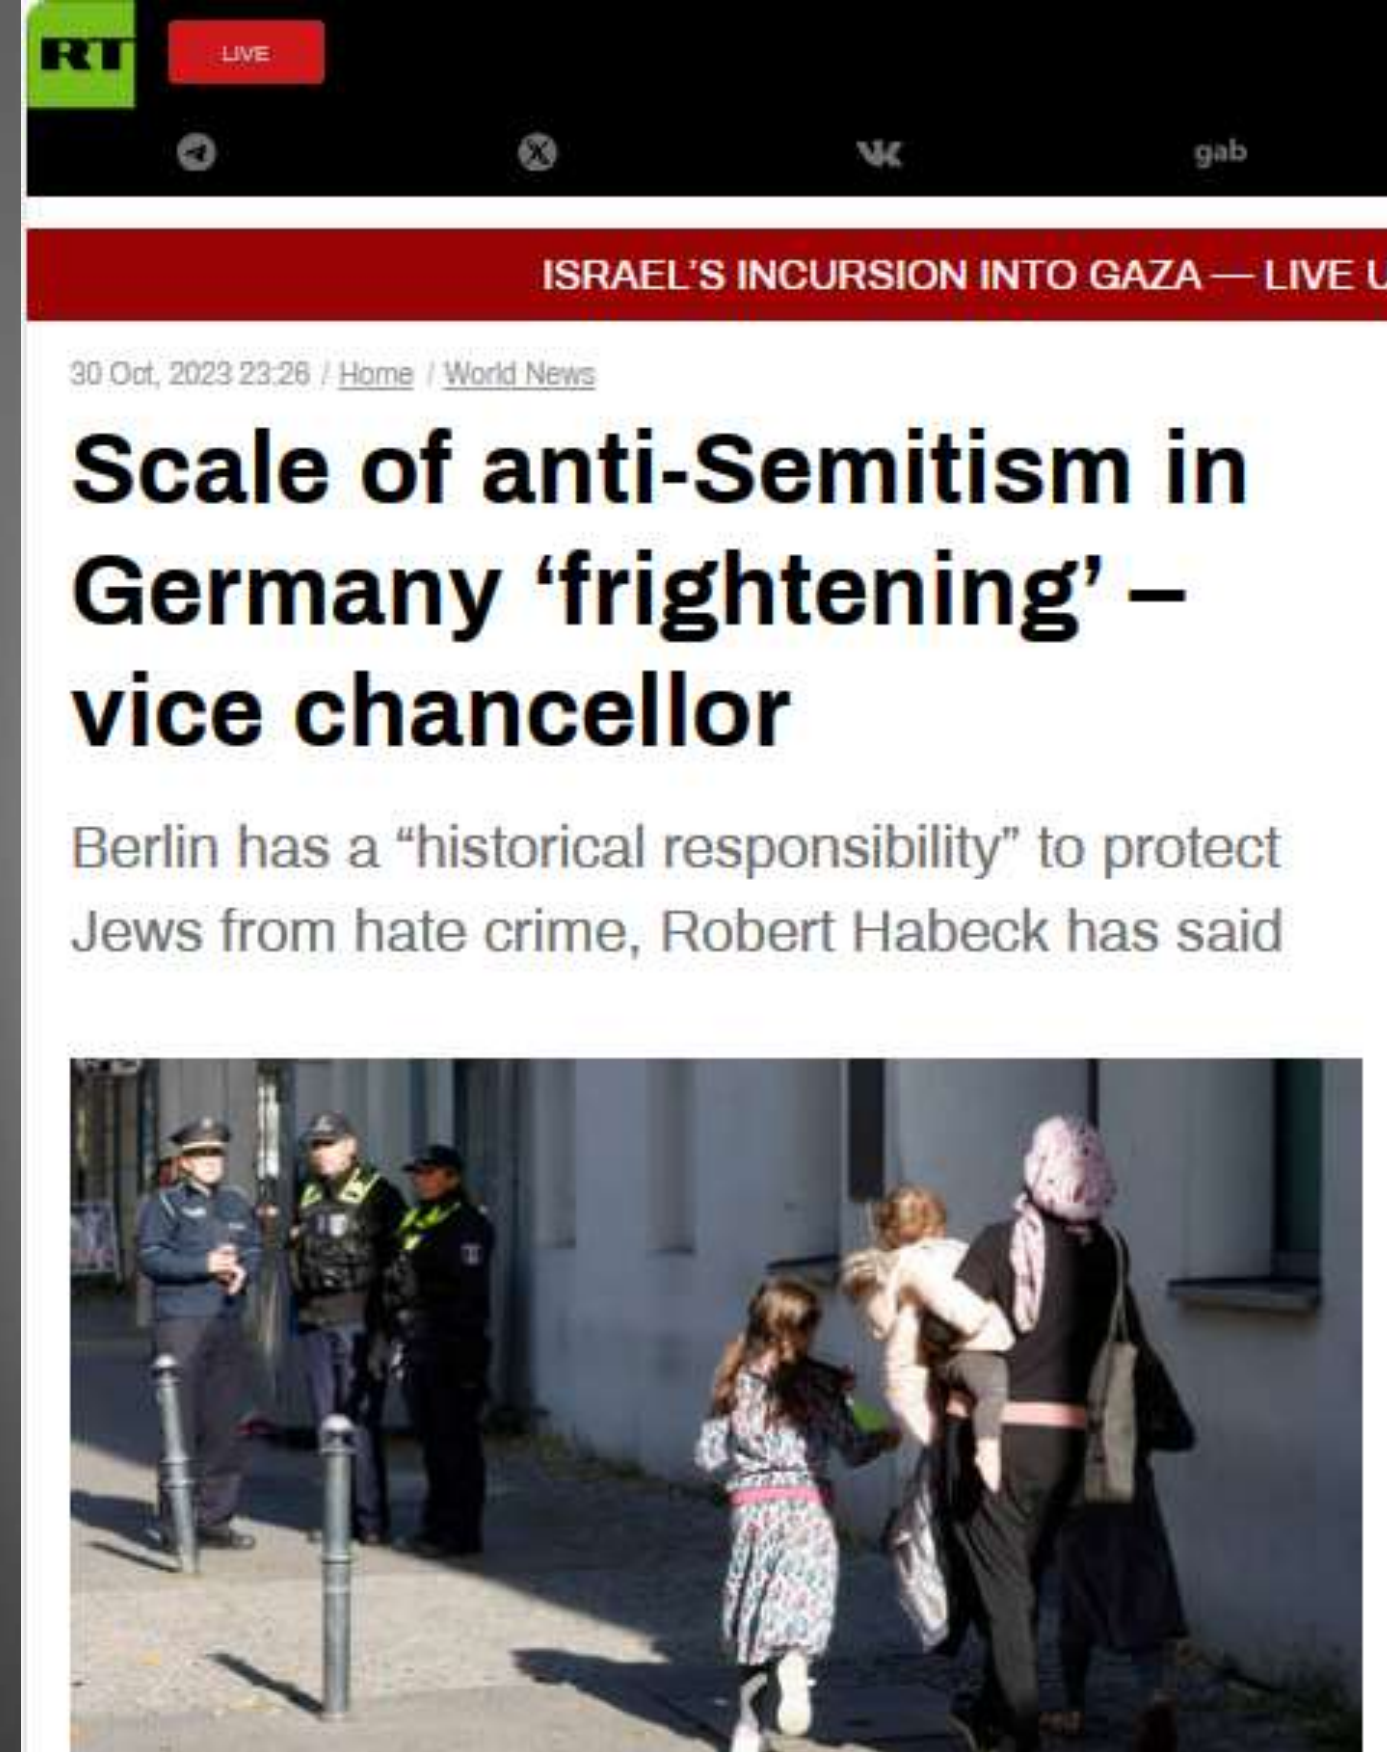 RT
LIVE
gab
ISRAEL’S INCURSION INTO GAZA — LIVE U
30 Oct, 2023 23:26 / Home / World News
Scale of anti-Semitism in
Germany ‘frightening’ –
vice chancellor
Berlin has a “historical responsibility” to protect
Jews from hate crime, Robert Habeck has said